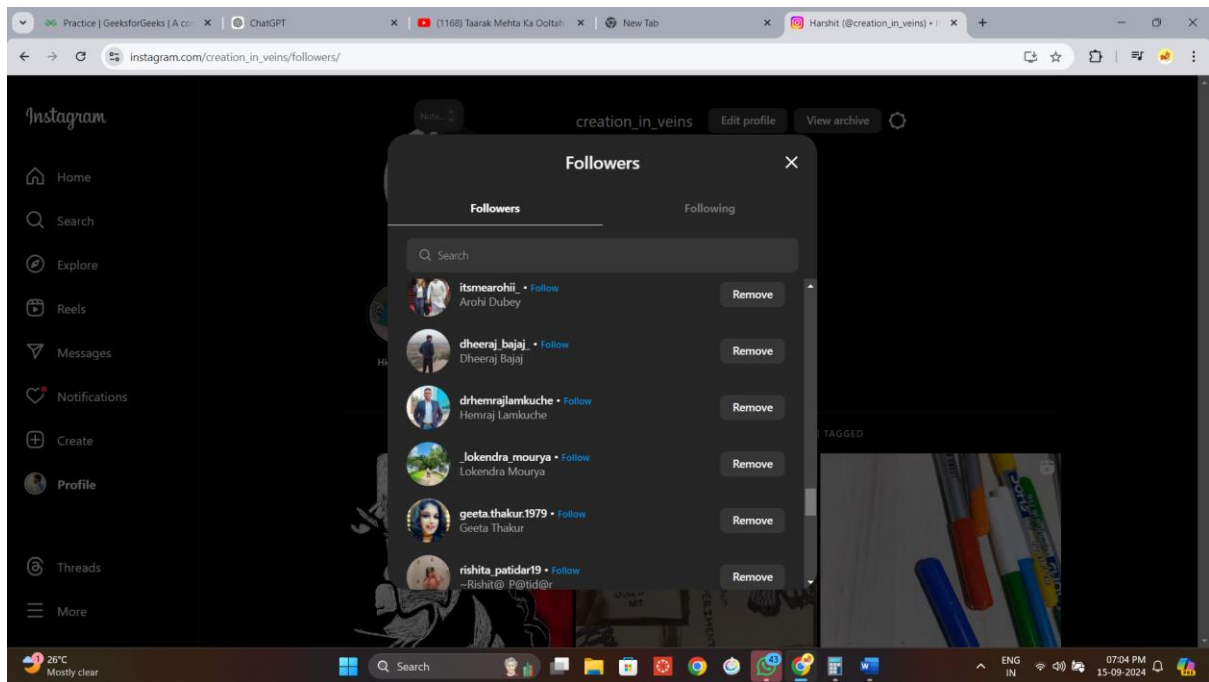 Practice | GeeksforGeeks | A co
ChatGPT
(1168) Taarak Mehta Ka Ooltah
New Tab
Harshit (@creation_in_veins) • I
instagram.com/creation_in_veins/followers/
Instagram
Note...
creation_in_veins
Edit profile
View archive
Home
Search
Explore
Reels
Messages
Notifications
Create
Profile
Threads
More
Followers
Followers
Following
Search
itsmearohii_ • Follow
Arohi Dubey
Remove
dheeraj_bajaj_ • Follow
Dheeraj Bajaj
Remove
drhemrajlamkuche • Follow
Hemraj Lamkuche
Remove
_lokendra_mourya • Follow
Lokendra Mourya
Remove
geeta.thakur.1979 • Follow
Geeta Thakur
Remove
rishita_patidar19 • Follow
~Rishit@ P@tid@r
Remove
Hi
TAGGED
1
26°C
Mostly clear
Search
43
ENG
IN
07:04 PM
15-09-2024